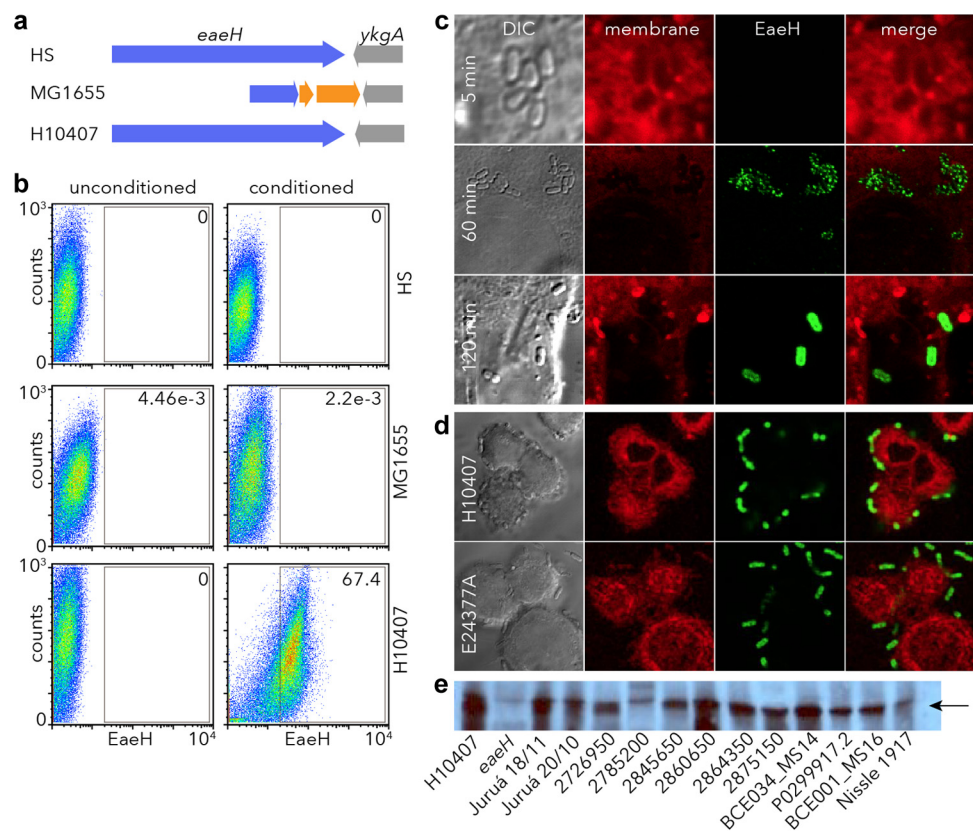 a
eaeH ykgA
HS
MG1655
H10407
b
unconditioned conditioned
10³ 0 0
counts
0
HS
10³ 4.46e-3 2.2e-3
counts
0
MG1655
10³ 0 67.4
counts
0
H10407
EaeH 10⁴ EaeH 10⁴
c
DIC membrane EaeH merge
5 min
60 min
120 min
d
H10407
E24377A
e
H10407
eaeH
Juruá 18/11
Juruá 20/10
2726950
2785200
2845650
2860650
2864350
2875150
BCE034_MS14
P0299917.2
BCE001_MS16
Nissle 1917